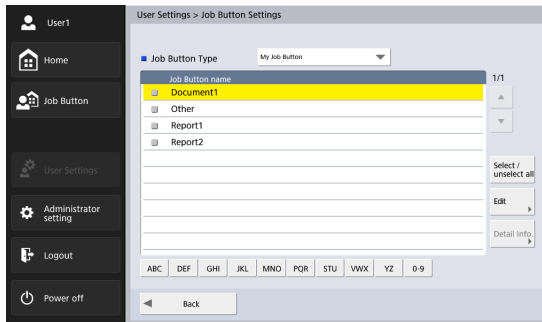 User1
Home
Job Button
User Settings
Administrator
setting
Logout
Power off
User Settings > Job Button Settings
Job Button Type
My Job Button
Job Button name
1/1
Document1
Other
Report1
Report2
Select /
unselect all
Edit
Detail Info.
ABC DEF GHI JKL MNO PQR STU VWX YZ 0-9
Back